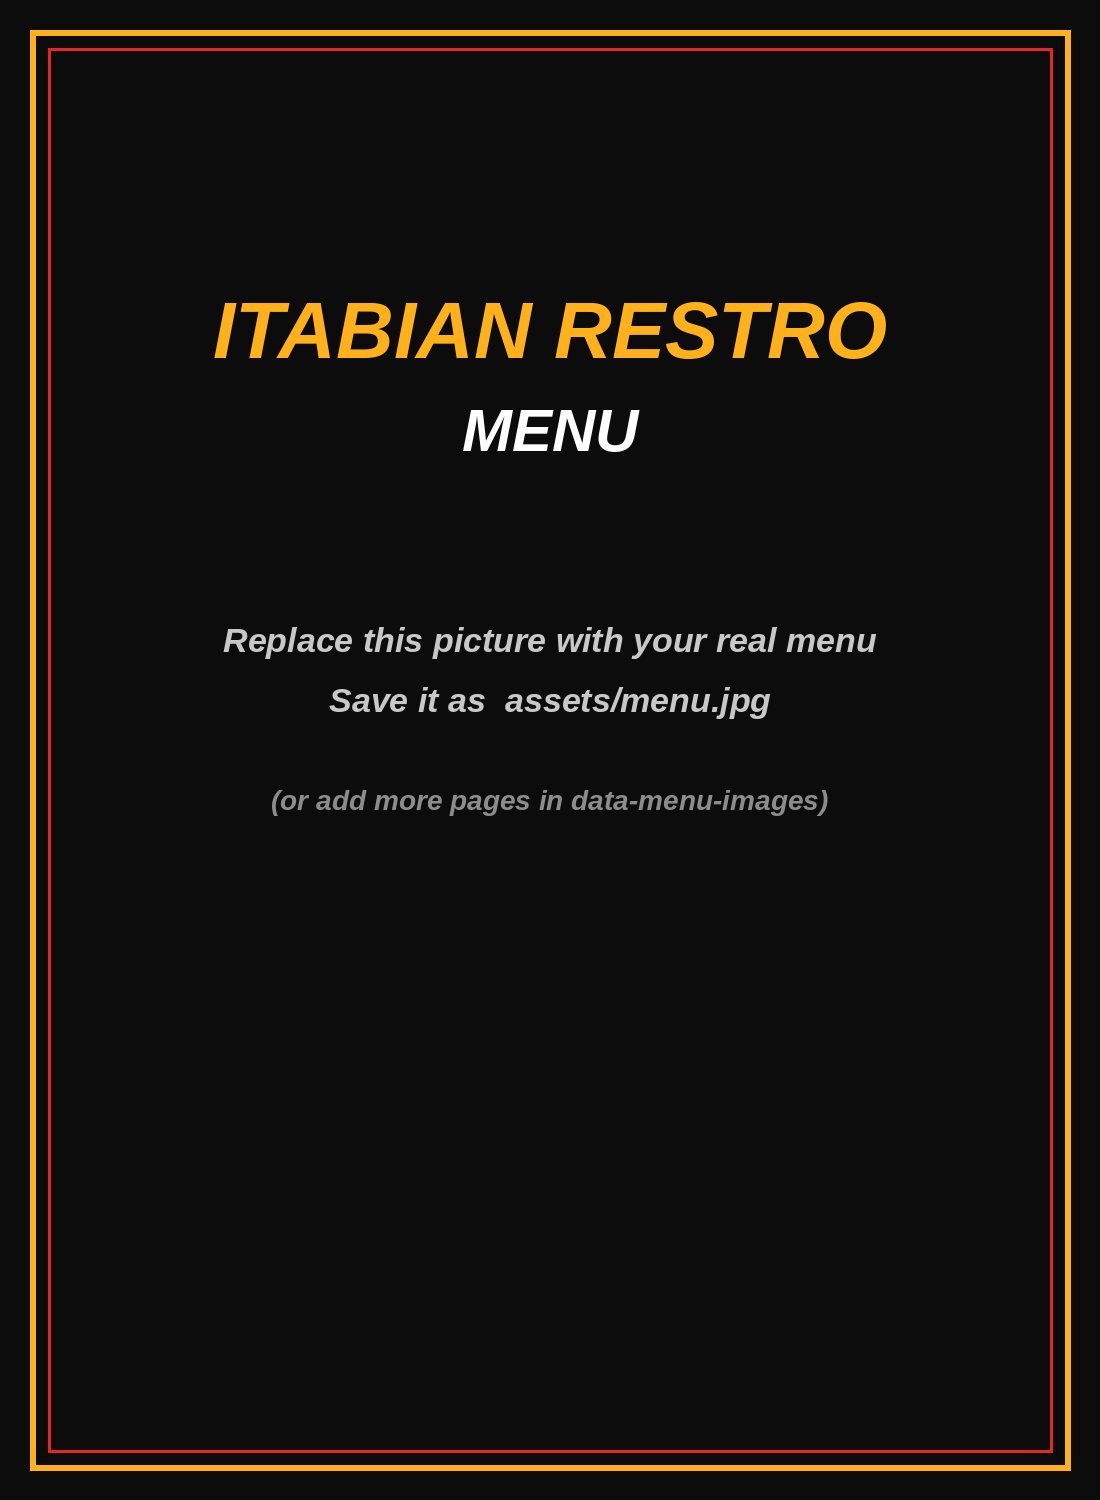 ITABIAN RESTRO
MENU
Replace this picture with your real menu
Save it as  assets/menu.jpg
(or add more pages in data-menu-images)